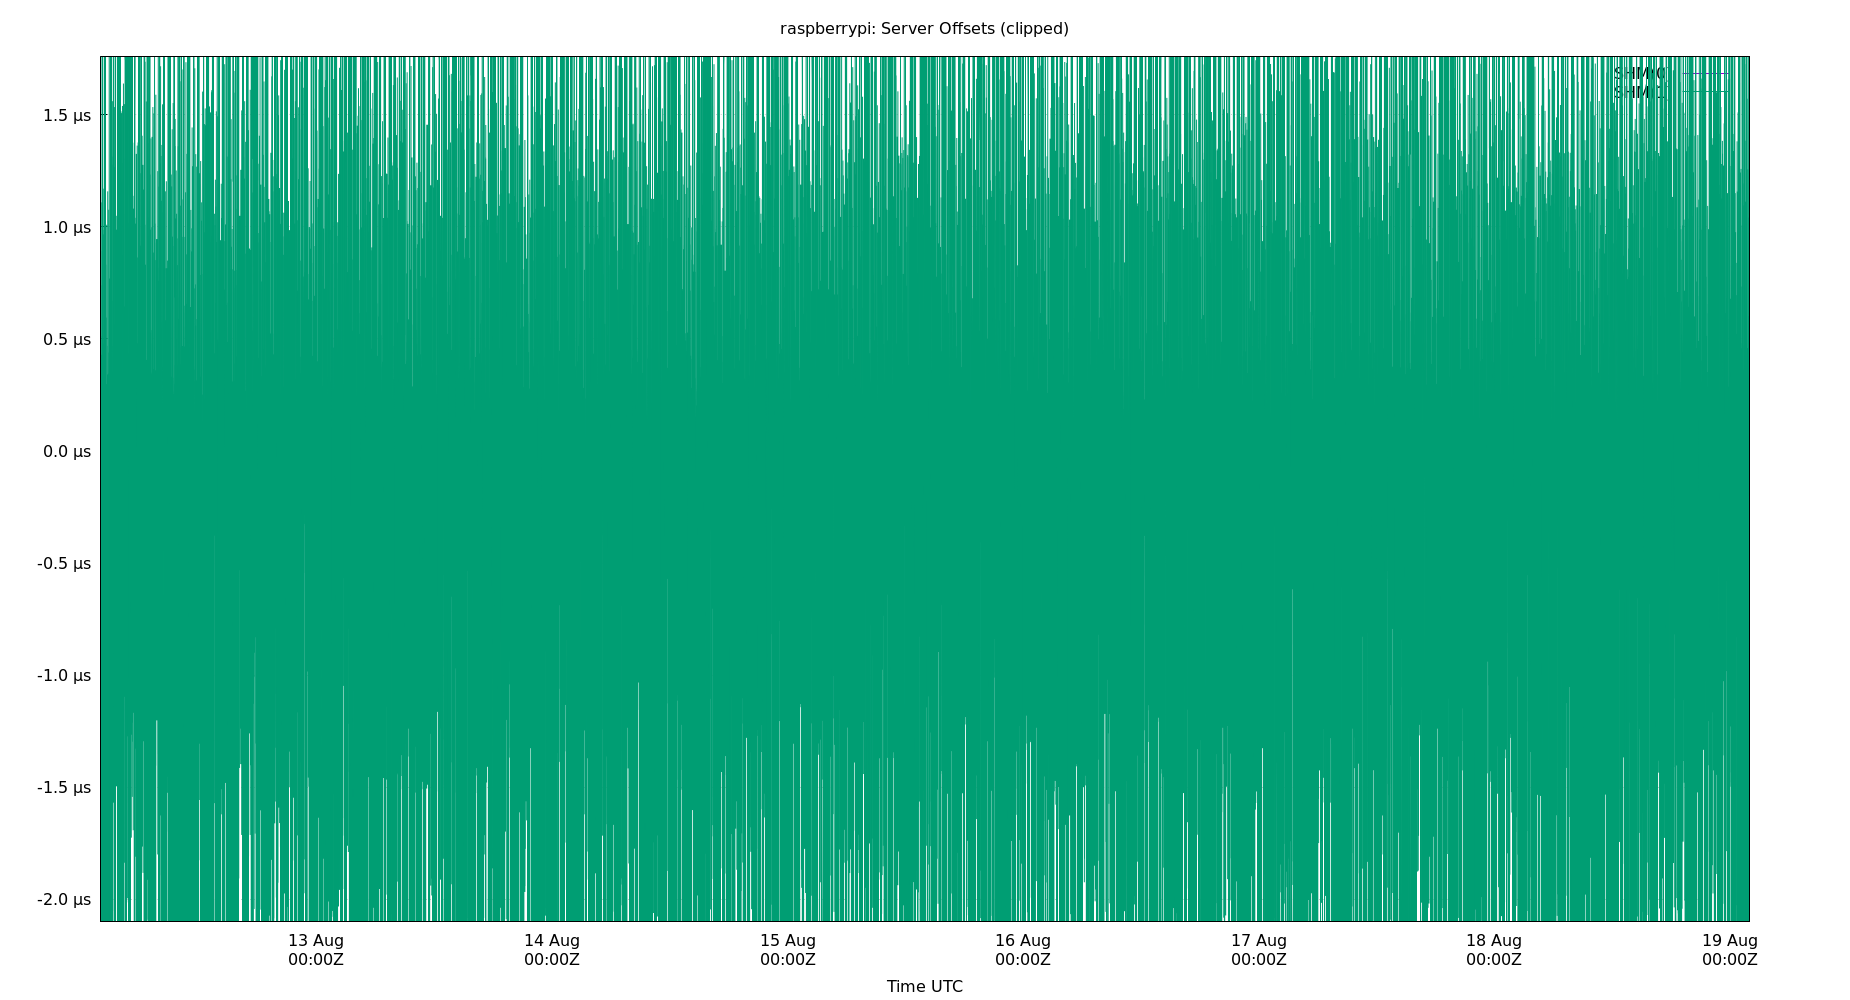 raspberrypi: Server Offsets (clipped)
1.5 µs
1.0 µs
0.5 µs
0.0 µs
-0.5 µs
-1.0 µs
-1.5 µs
-2.0 µs
13 Aug
00:00Z
14 Aug
00:00Z
15 Aug
00:00Z
16 Aug
00:00Z
17 Aug
00:00Z
18 Aug
00:00Z
19 Aug
00:00Z
Time UTC